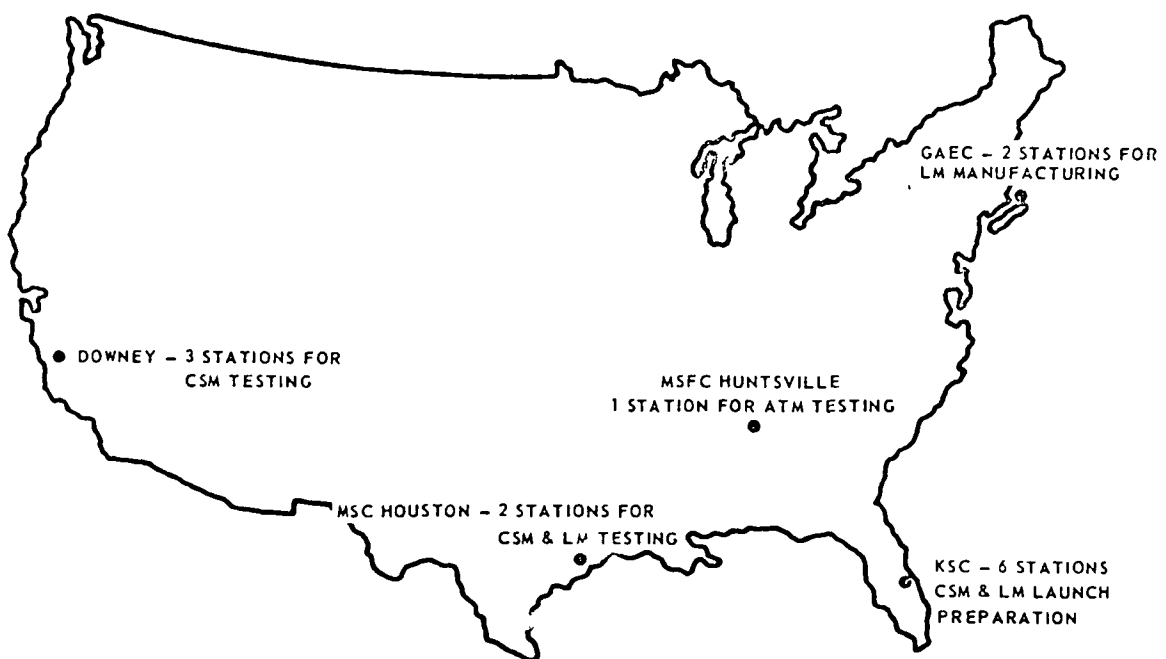 GAEC – 2 STATIONS FOR
LM MANUFACTURING
DOWNEY – 3 STATIONS FOR
CSM TESTING
MSFC HUNTSVILLE
1 STATION FOR ATM TESTING
MSC HOUSTON – 2 STATIONS FOR
CSM & LM TESTING
KSC – 6 STATIONS
CSM & LM LAUNCH
PREPARATION